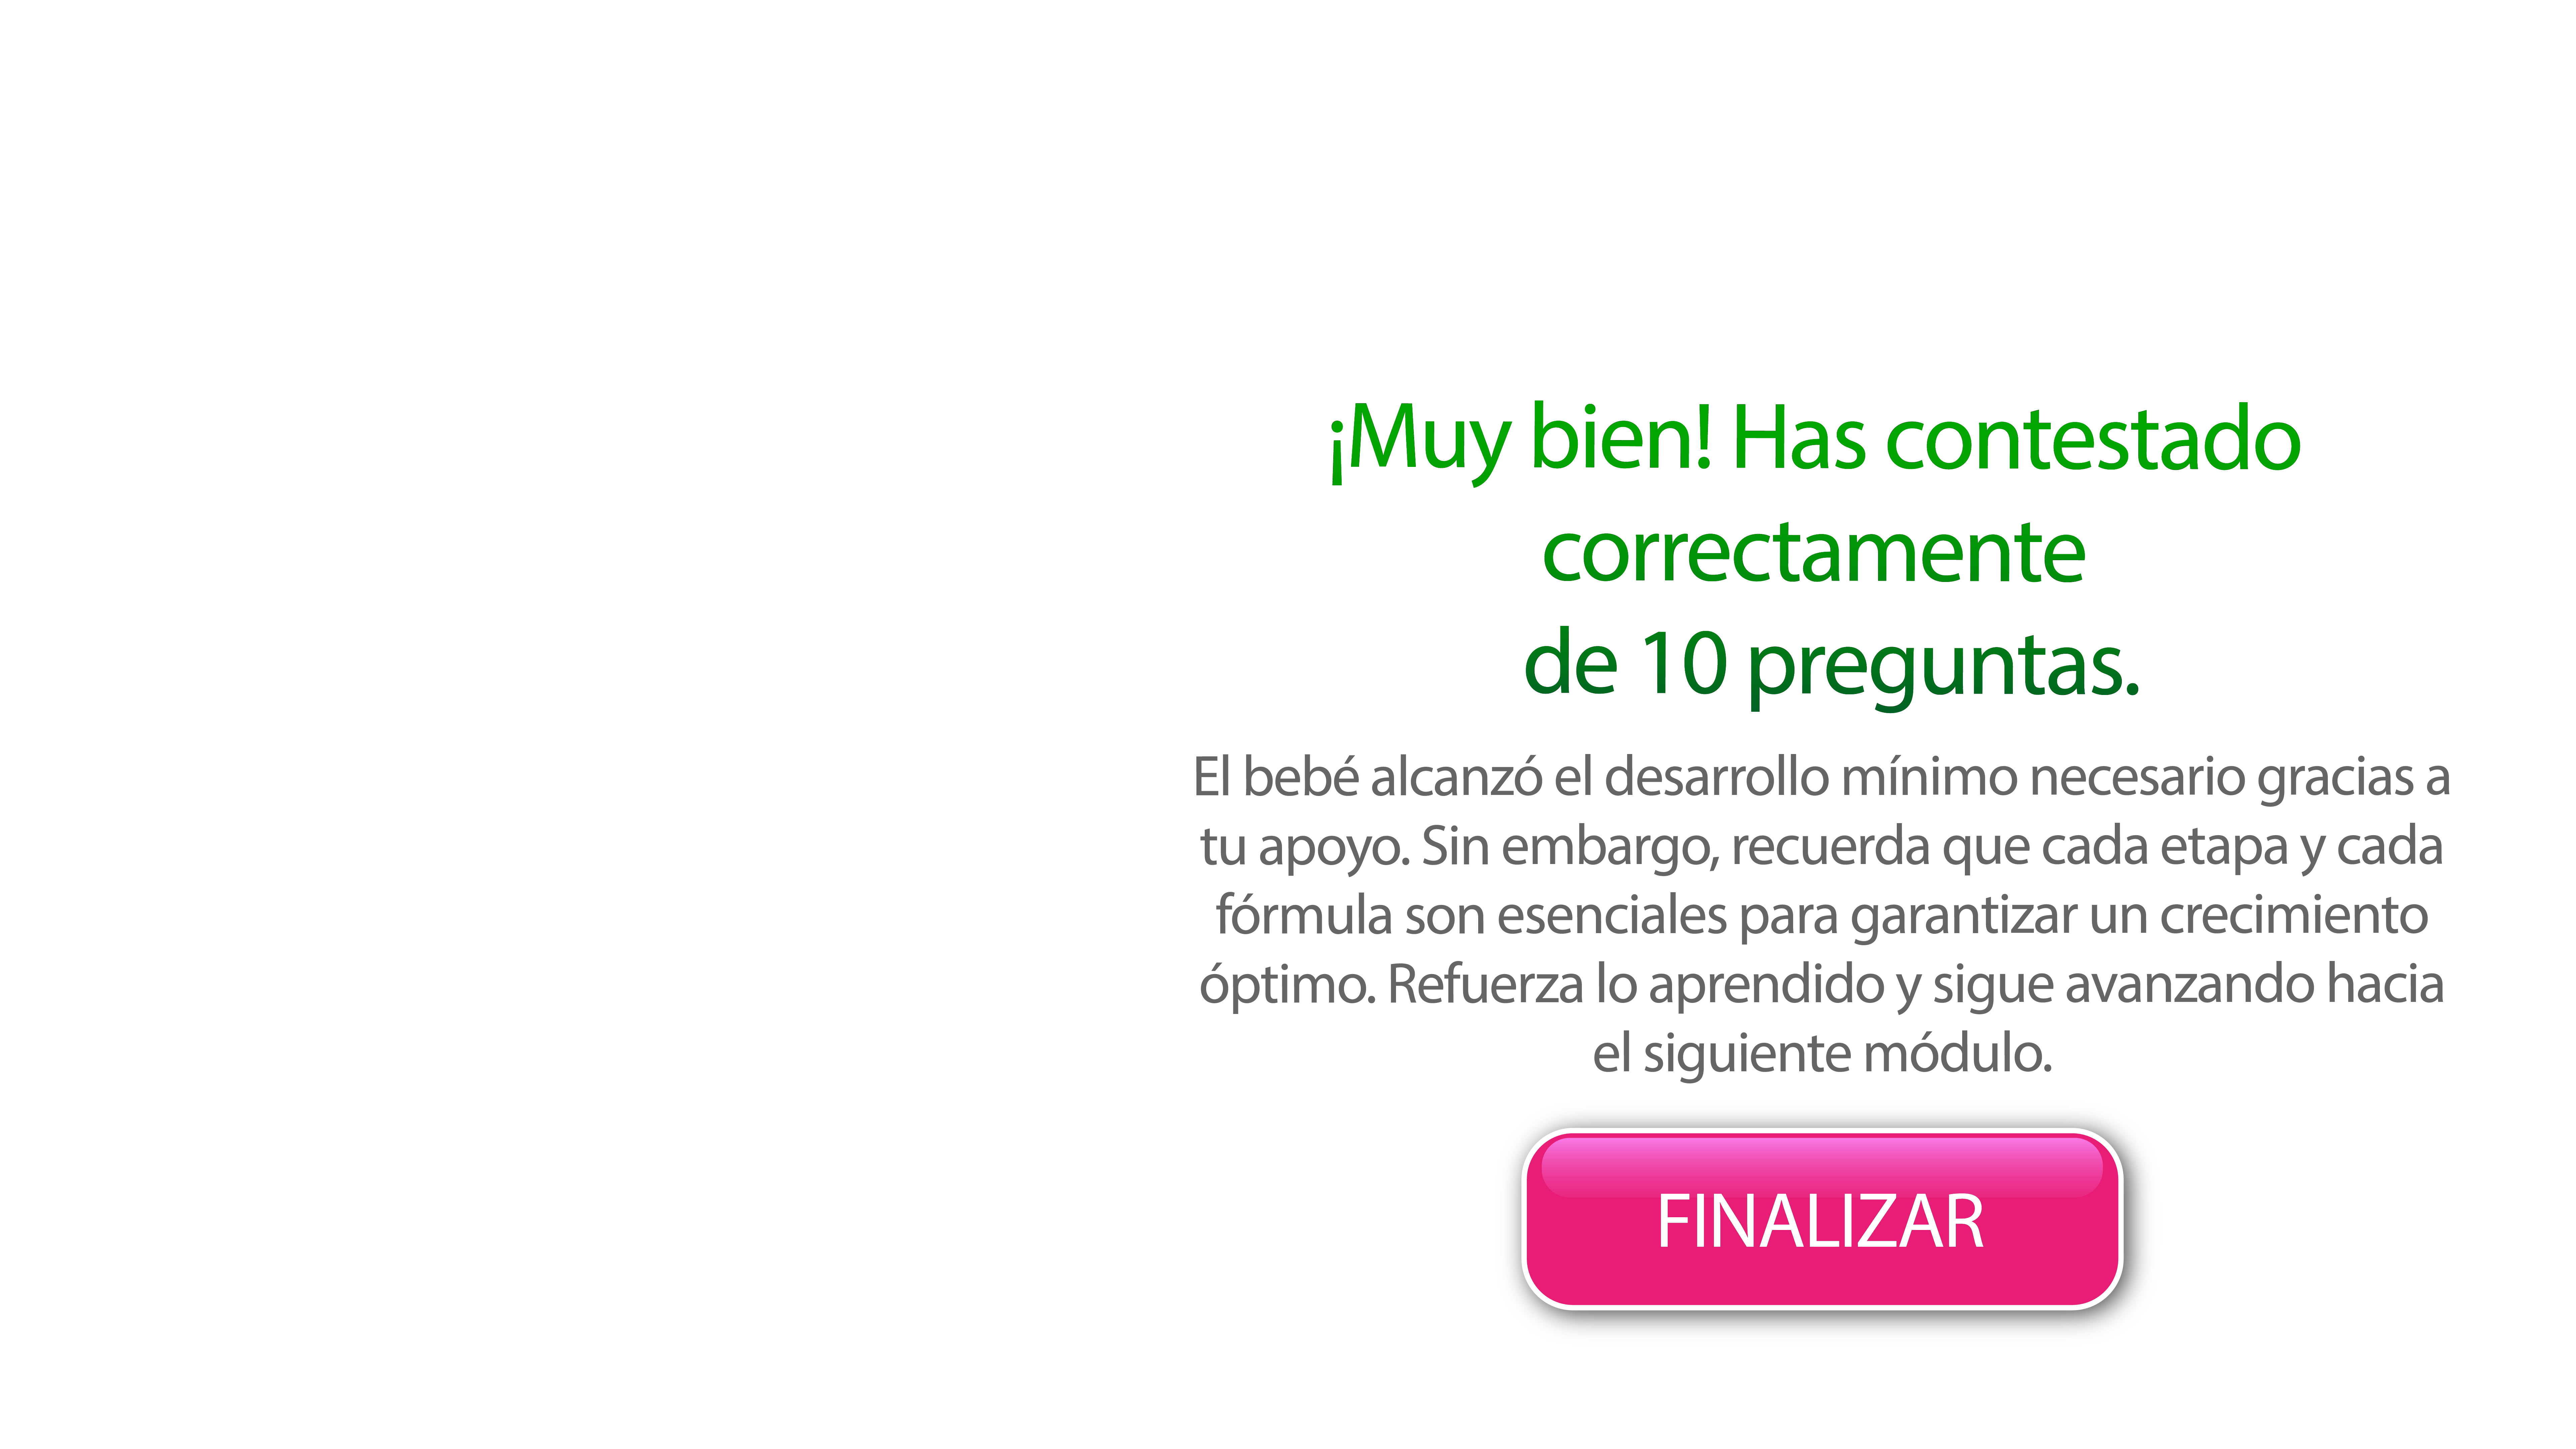 ¡Muy bien! Has contestado
correctamente
de 10 preguntas.
El bebé alcanzó el desarrollo mínimo necesario gracias a
tu apoyo. Sin embargo, recuerda que cada etapa y cada
fórmula son esenciales para garantizar un crecimiento
óptimo. Refuerza lo aprendido y sigue avanzando hacia
el siguiente módulo.
FINALIZAR